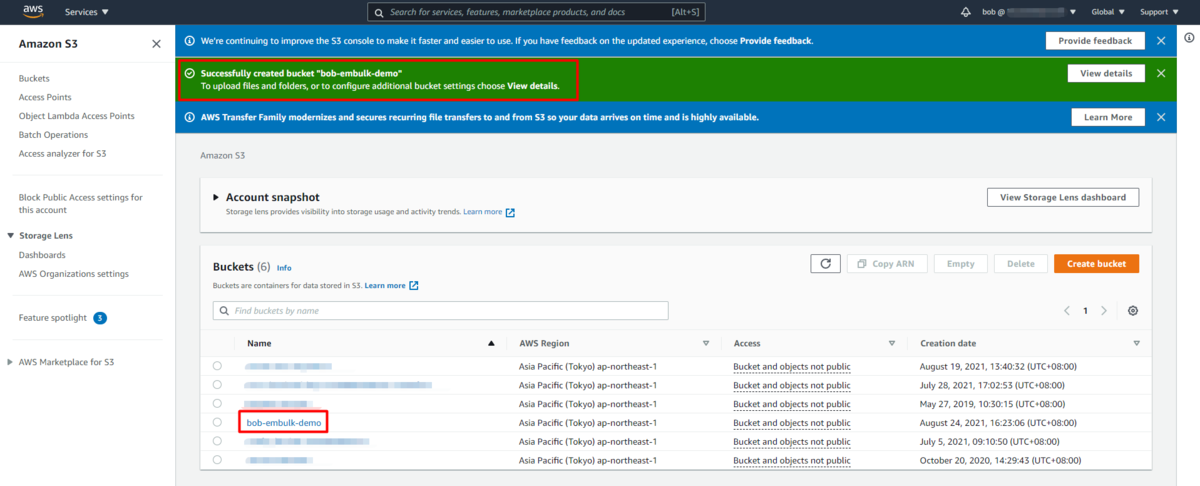 aws Services Search for services, features, marketplace products, and docs [Alt+S] bob @ Global Support
Amazon S3
Buckets
Access Points
Object Lambda Access Points
Batch Operations
Access analyzer for S3
Block Public Access settings for
this account
Storage Lens
Dashboards
AWS Organizations settings
Feature spotlight 3
AWS Marketplace for S3
We're continuing to improve the S3 console to make it faster and easier to use. If you have feedback on the updated experience, choose Provide feedback. Provide feedback
Successfully created bucket "bob-embulk-demo" View details
To upload files and folders, or to configure additional bucket settings choose View details.
AWS Transfer Family modernizes and secures recurring file transfers to and from S3 so your data arrives on time and is highly available. Learn More
Amazon S3
Account snapshot View Storage Lens dashboard
Storage lens provides visibility into storage usage and activity trends. Learn more
Buckets (6) Info Copy ARN Empty Delete Create bucket
Buckets are containers for data stored in S3. Learn more
Find buckets by name 1
Name AWS Region Access Creation date
Asia Pacific (Tokyo) ap-northeast-1 Bucket and objects not public August 19, 2021, 13:40:32 (UTC+08:00)
Asia Pacific (Tokyo) ap-northeast-1 Bucket and objects not public July 28, 2021, 17:02:53 (UTC+08:00)
Asia Pacific (Tokyo) ap-northeast-1 Bucket and objects not public May 27, 2019, 10:30:15 (UTC+08:00)
bob-embulk-demo Asia Pacific (Tokyo) ap-northeast-1 Bucket and objects not public August 24, 2021, 16:23:06 (UTC+08:00)
Asia Pacific (Tokyo) ap-northeast-1 Bucket and objects not public July 5, 2021, 09:10:50 (UTC+08:00)
Asia Pacific (Tokyo) ap-northeast-1 Bucket and objects not public October 20, 2020, 14:29:43 (UTC+08:00)